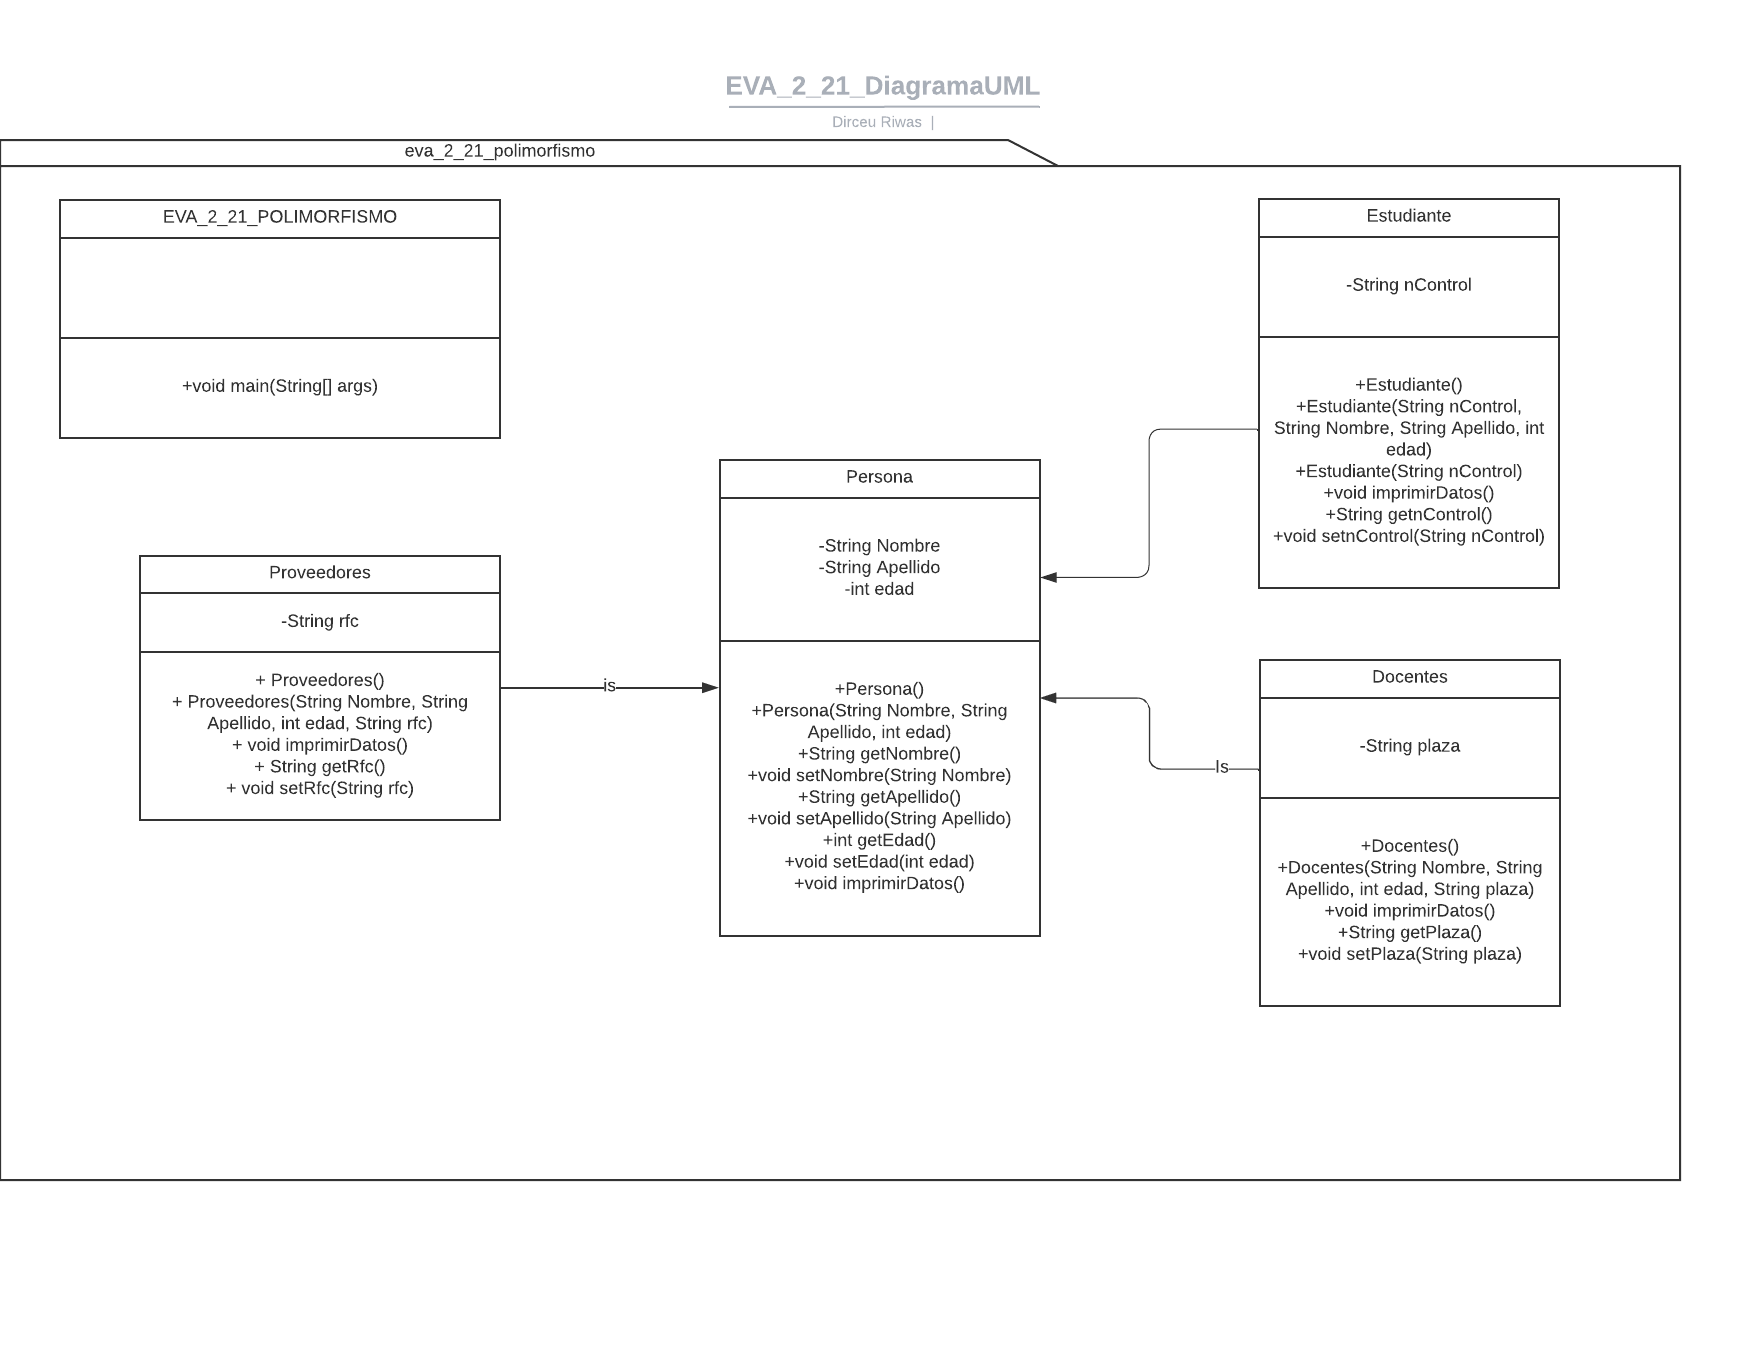 EVA_2_21_DiagramaUML
Dirceu Riwas |
eva_2_21_polimorfismo
EVA_2_21_POLIMORFISMO
+void main(String[] args)
Estudiante
-String nControl
+Estudiante()
+Estudiante(String nControl,
String Nombre, String Apellido, int
edad)
+Estudiante(String nControl)
+void imprimirDatos()
+String getnControl()
+void setnControl(String nControl)
Proveedores
-String rfc
+ Proveedores()
+ Proveedores(String Nombre, String
Apellido, int edad, String rfc)
+ void imprimirDatos()
+ String getRfc()
+ void setRfc(String rfc)
is
Persona
-String Nombre
-String Apellido
-int edad
+Persona()
+Persona(String Nombre, String
Apellido, int edad)
+String getNombre()
+void setNombre(String Nombre)
+String getApellido()
+void setApellido(String Apellido)
+int getEdad()
+void setEdad(int edad)
+void imprimirDatos()
Is
Docentes
-String plaza
+Docentes()
+Docentes(String Nombre, String
Apellido, int edad, String plaza)
+void imprimirDatos()
+String getPlaza()
+void setPlaza(String plaza)